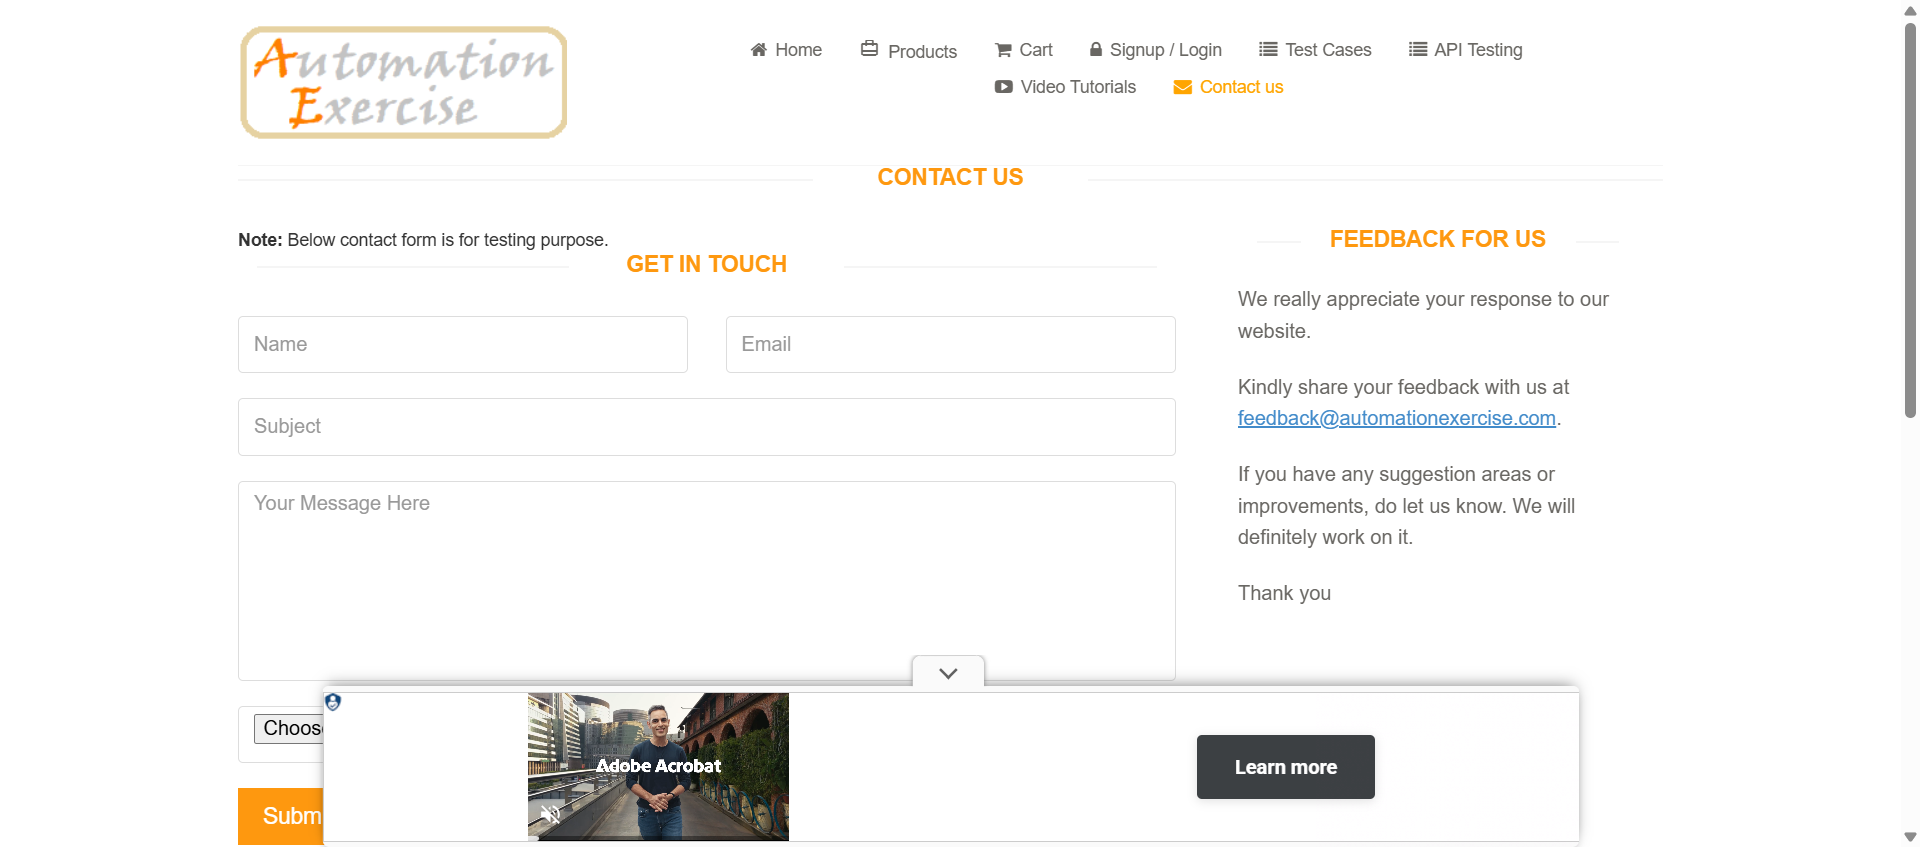 Automation
Exercise
Home
Products
Cart
Signup / Login
Test Cases
API Testing
Video Tutorials
Contact us
CONTACT US
Note: Below contact form is for testing purpose.
GET IN TOUCH
Name
Email
Subject
Your Message Here
FEEDBACK FOR US
We really appreciate your response to our
website.
Kindly share your feedback with us at
feedback@automationexercise.com.
If you have any suggestion areas or
improvements, do let us know. We will
definitely work on it.
Thank you
Adobe Acrobat
Learn more